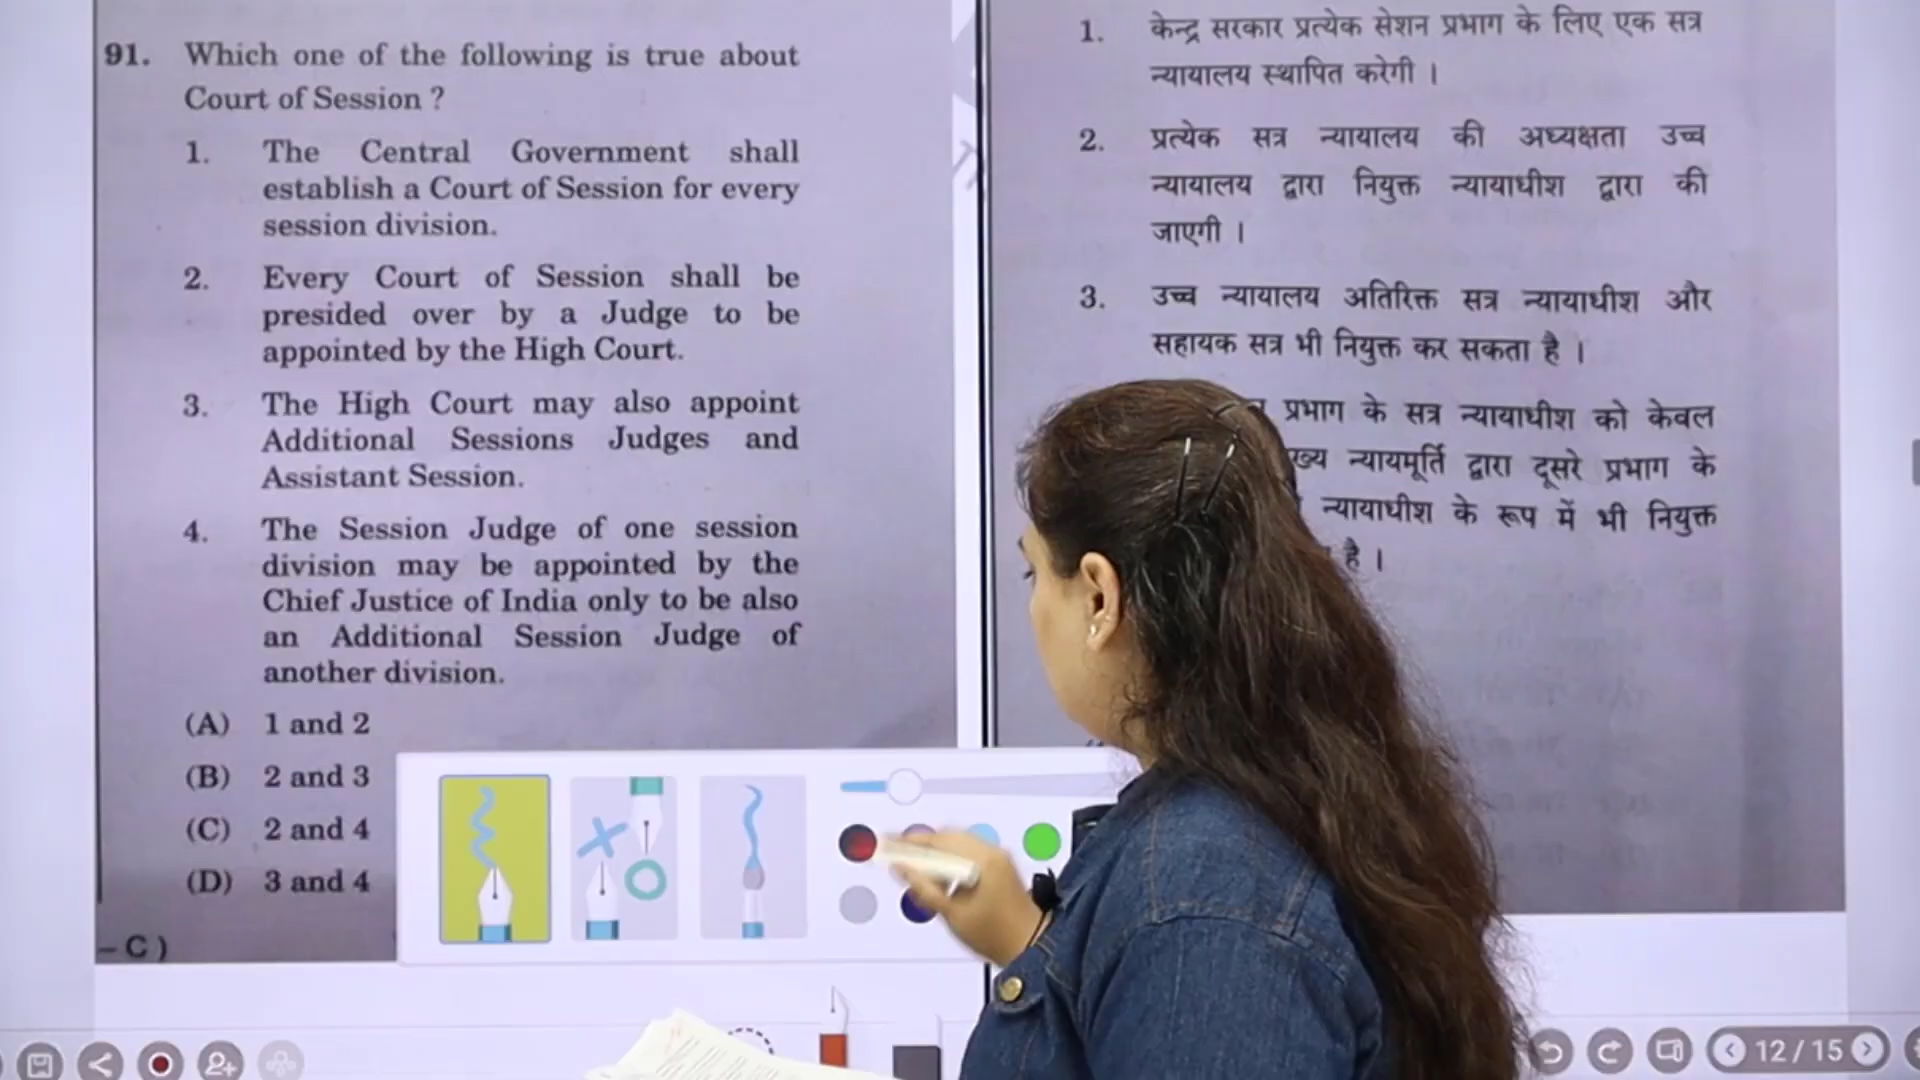 91. Which one of the following is true about
Court of Session ?
1. The Central Government shall
establish a Court of Session for every
session division.
2. Every Court of Session shall be
presided over by a Judge to be
appointed by the High Court.
3. The High Court may also appoint
Additional Sessions Judges and
Assistant Session.
4. The Session Judge of one session
division may be appointed by the
Chief Justice of India only to be also
an Additional Session Judge of
another division.
(A) 1 and 2
(B) 2 and 3
(C) 2 and 4
(D) 3 and 4
– C )
1. केन्द्र सरकार प्रत्येक सेशन प्रभाग के लिए एक सत्र
न्यायालय स्थापित करेगी ।
2. प्रत्येक सत्र न्यायालय की अध्यक्षता उच्च
न्यायालय द्वारा नियुक्त न्यायाधीश द्वारा की
जाएगी ।
3. उच्च न्यायालय अतिरिक्त सत्र न्यायाधीश और
सहायक सत्र भी नियुक्त कर सकता है ।
प्रभाग के सत्र न्यायाधीश को केवल
न्यायमूर्ति द्वारा दूसरे प्रभाग के
न्यायाधीश के रूप में भी नियुक्त
है ।
12 / 15